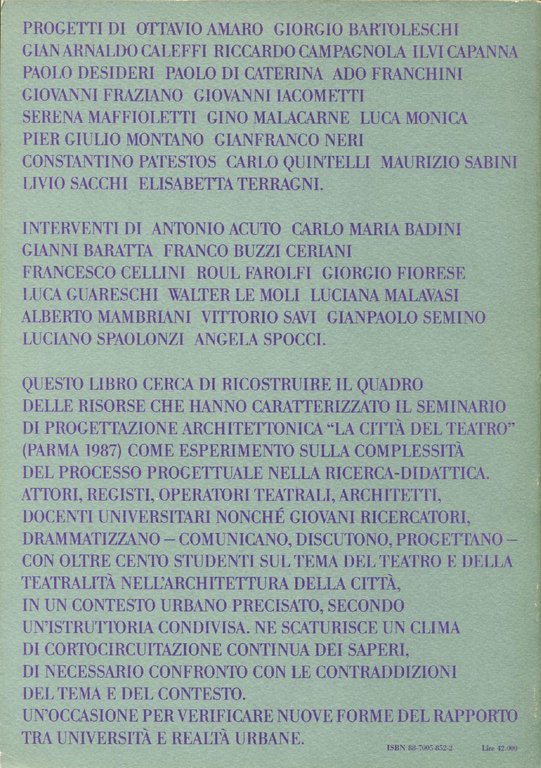 PROGETTI DI OTTAVIO AMARO GIORGIO BARTOLESCHI
GIAN ARNALDO CALEFFI RICCARDO CAMPAGNOLA ILVI CAPANNA
PAOLO DESIDERI PAOLO DI CATERINA ADO FRANCHINI
GIOVANNI FRAZIANO GIOVANNI IACOMETTI
SERENA MAFFIOLETTI GINO MALACARNE LUCA MONICA
PIER GIULIO MONTANO GIANFRANCO NERI
CONSTANTINO PATESTOS CARLO QUINTELLI MAURIZIO SABINI
LIVIO SACCHI ELISABETTA TERRAGNI.
INTERVENTI DI ANTONIO ACUTO CARLO MARIA BADINI
GIANNI BARATTA FRANCO BUZZI CERIANI
FRANCESCO CELLINI ROUL FAROLFI GIORGIO FIORESE
LUCA GUARESCHI WALTER LE MOLI LUCIANA MALAVASI
ALBERTO MAMBRIANI VITTORIO SAVI GIANPAOLO SEMINO
LUCIANO SPAOLONZI ANGELA SPOCCI.
QUESTO LIBRO CERCA DI RICOSTRUIRE IL QUADRO
DELLE RISORSE CHE HANNO CARATTERIZZATO IL SEMINARIO
DI PROGETTAZIONE ARCHITETTONICA “LA CITTÀ DEL TEATRO”
(PARMA 1987) COME ESPERIMENTO SULLA COMPLESSITÀ
DEL PROCESSO PROGETTUALE NELLA RICERCA-DIDATTICA.
ATTORI, REGISTI, OPERATORI TEATRALI, ARCHITETTI,
DOCENTI UNIVERSITARI NONCHÉ GIOVANI RICERCATORI,
DRAMMATIZZANO – COMUNICANO, DISCUTONO, PROGETTANO –
CON OLTRE CENTO STUDENTI SUL TEMA DEL TEATRO E DELLA
TEATRALITÀ NELL'ARCHITETTURA DELLA CITTÀ,
IN UN CONTESTO URBANO PRECISATO, SECONDO
UN'ISTRUTTORIA CONDIVISA. NE SCATURISCE UN CLIMA
DI CORTOCIRCUITAZIONE CONTINUA DEI SAPERI,
DI NECESSARIO CONFRONTO CON LE CONTRADDIZIONI
DEL TEMA E DEL CONTESTO.
UN'OCCASIONE PER VERIFICARE NUOVE FORME DEL RAPPORTO
TRA UNIVERSITÀ E REALTÀ URBANE.
ISBN 88-7005-852-2 Lire 42.000